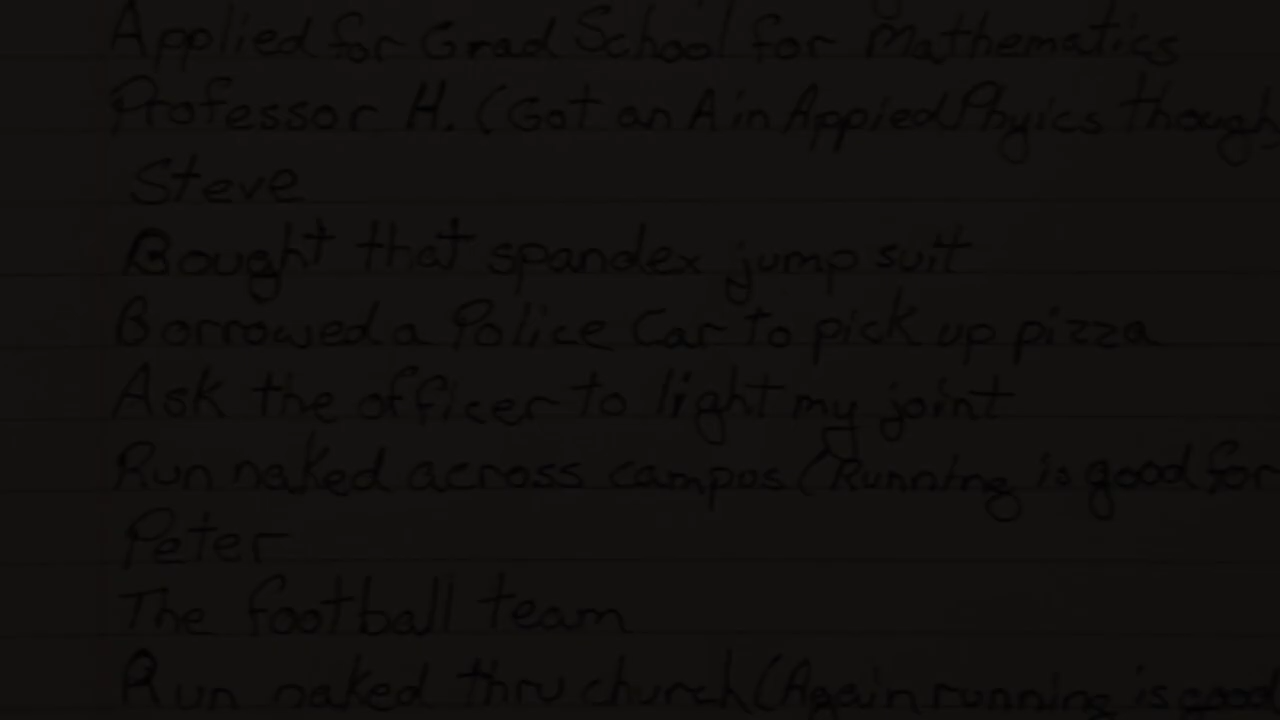 Applied for Grad School for Mathematics
Professor H. (Got an A in Appied Phyics though
Steve
Bought that spandex jump suit
Borrowed a Police Car to pick up pizza
Ask the officer to light my joint
Run naked across campus (Running is good for
Peter
The football team
Run naked thru church (Again running is good